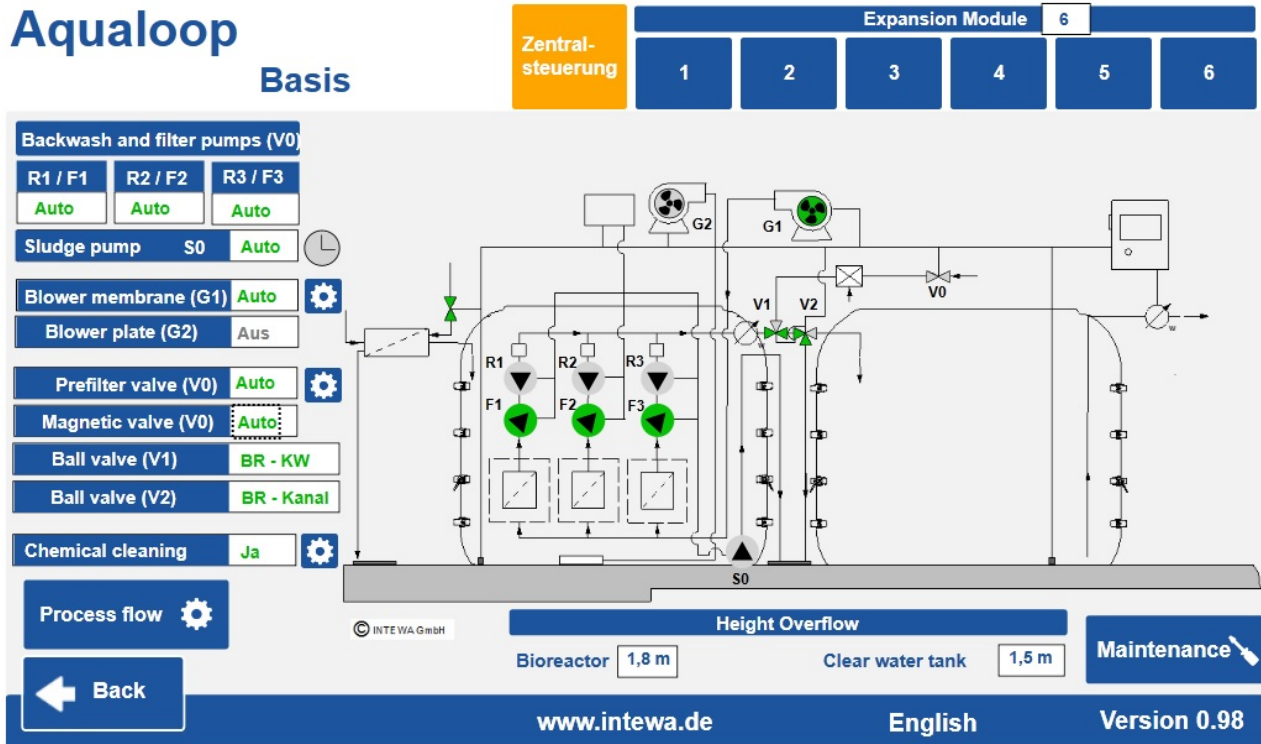 Aqualoop
Basis
Zentral-
steuerung
Expansion Module 6
1 2 3 4 5 6
Backwash and filter pumps (V0)
R1 / F1 R2 / F2 R3 / F3
Auto Auto Auto
Sludge pump S0 Auto
Blower membrane (G1) Auto
Blower plate (G2) Aus
Prefilter valve (V0) Auto
Magnetic valve (V0) Auto
Ball valve (V1) BR - KW
Ball valve (V2) BR - Kanal
Chemical cleaning Ja
Process flow
Back
G2
G1
V0
V1 V2
w
w
R1 R2 R3
F1 F2 F3
S0
© INTEWA GmbH
Height Overflow
Bioreactor 1,8 m
Clear water tank 1,5 m
Maintenance
www.intewa.de
English
Version 0.98